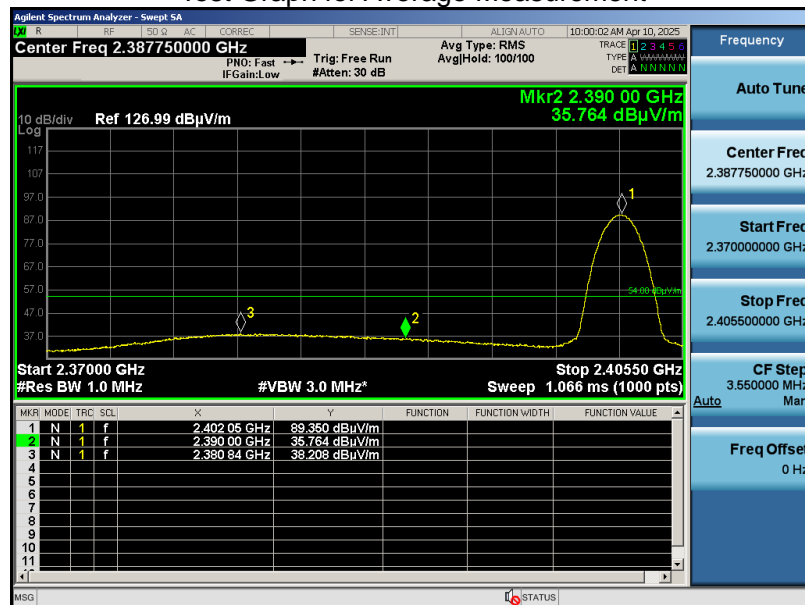 Test Graph for Average Measurement
Agilent Spectrum Analyzer - Swept SA
LXI R RF 50 Ω AC CORREC SENSE:INT ALIGN AUTO 10:00:02 AM Apr 10, 2025
Center Freq 2.387750000 GHz
PNO: Fast
IFGain:Low
Trig: Free Run
#Atten: 30 dB
Avg Type: RMS
Avg|Hold: 100/100
TRACE 1 2 3 4 5 6
TYPE A WWWWW
DET A N N N N N
Mkr2 2.390 00 GHz
35.764 dBµV/m
10 dB/div Ref 126.99 dBµV/m
Log
117
107
97.0
87.0
77.0
67.0
57.0
47.0
37.0
1
2
3
54.00 dBµV/m
Start 2.37000 GHz Stop 2.40550 GHz
#Res BW 1.0 MHz #VBW 3.0 MHz* Sweep 1.066 ms (1000 pts)
MKR MODE TRC SCL X Y FUNCTION FUNCTION WIDTH FUNCTION VALUE
1 N 1 f 2.402 05 GHz 89.350 dBµV/m
2 N 1 f 2.390 00 GHz 35.764 dBµV/m
3 N 1 f 2.380 84 GHz 38.208 dBµV/m
4
5
6
7
8
9
10
11
MSG STATUS
Frequency
Auto Tune
Center Freq
2.387750000 GHz
Start Freq
2.370000000 GHz
Stop Freq
2.405500000 GHz
CF Step
3.550000 MHz
Auto Man
Freq Offset
0 Hz